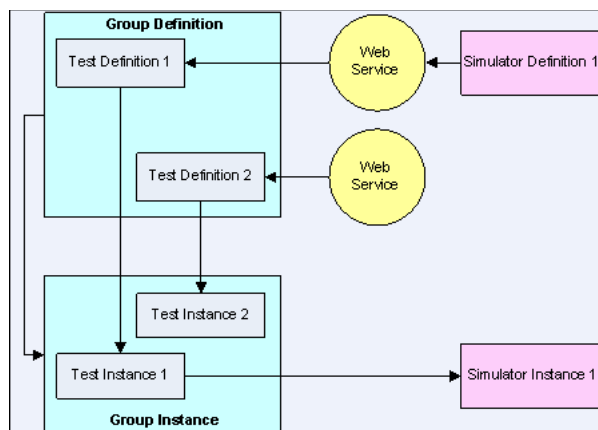 Group Definition
Test Definition 1
Web
Service
Simulator Definition 1
Test Definition 2
Web
Service
Test Instance 2
Test Instance 1
Simulator Instance 1
Group Instance